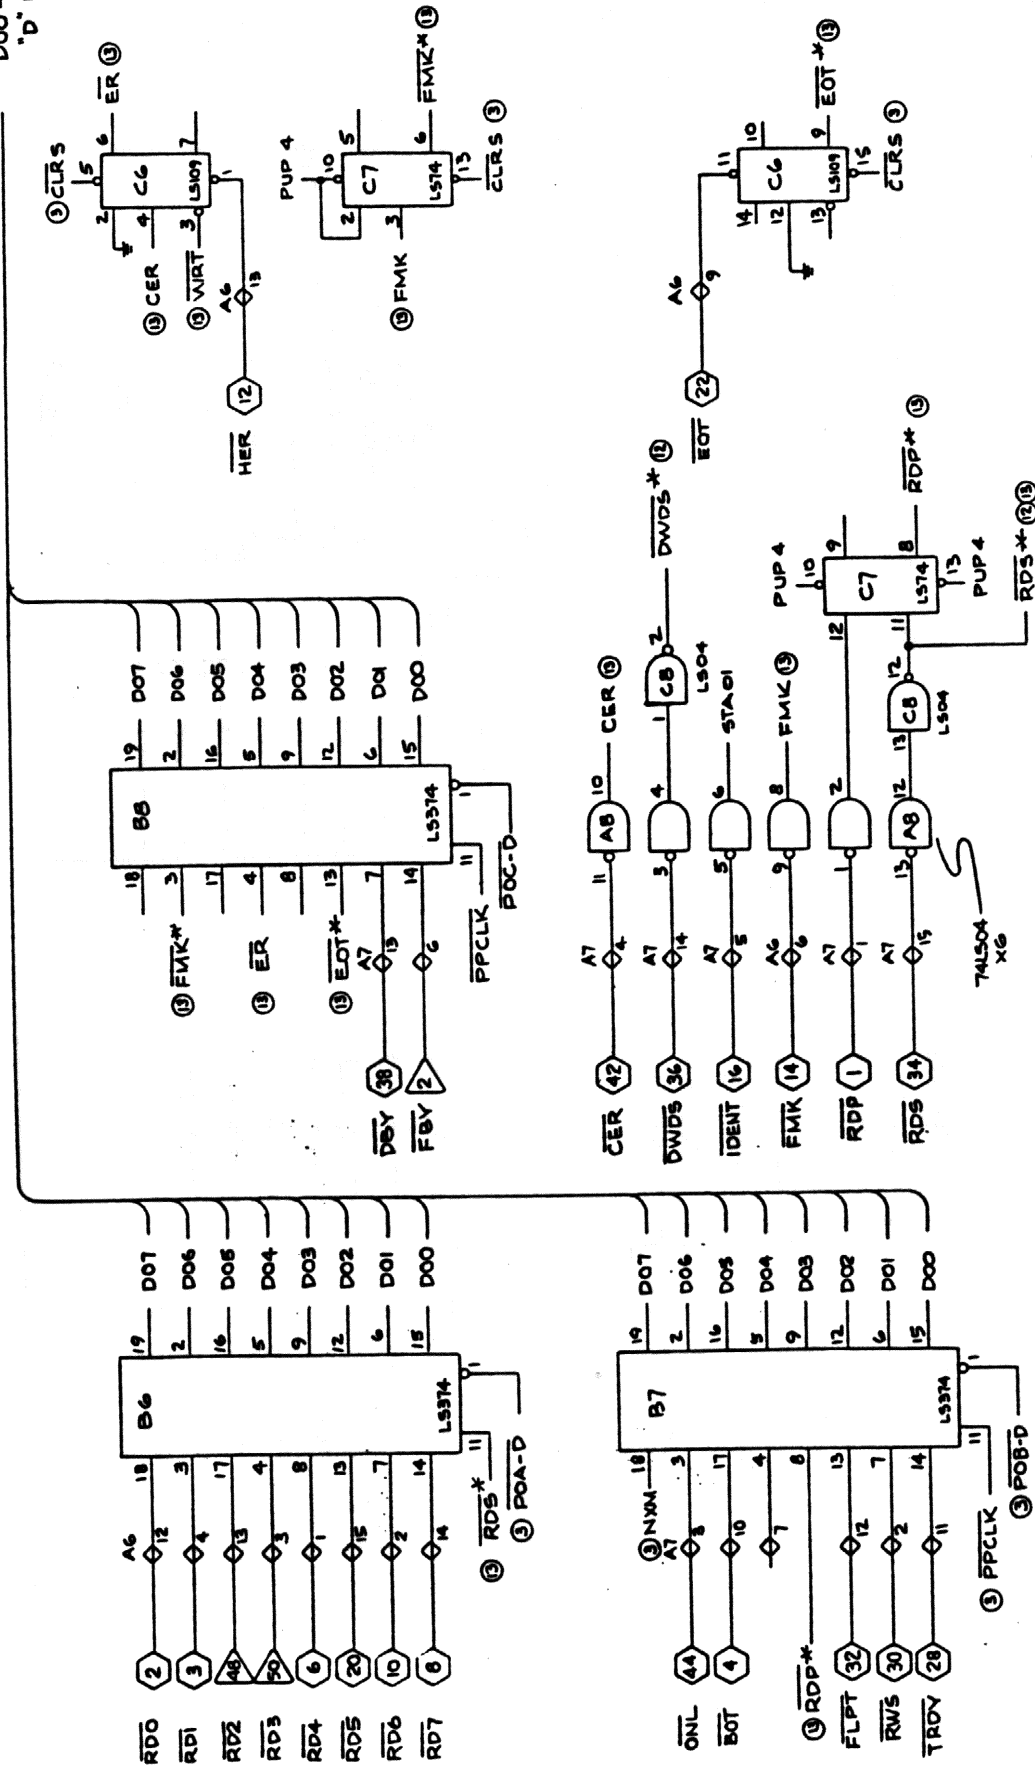 D00-
"D"
RD0 2 A6 12 18 19 D07
RD1 3 4 3 2 D06
RD2 48 13 17 16 D05
RD3 50 3 4 5 D04
RD4 6 1 8 9 D03
RD5 20 15 13 12 D02
RD6 10 2 7 6 D01
RD7 8 14 14 15 D00
B6
LS374
11 1
13 RDS*
3 POA-D
3 NXM 18 19 D07
ONL 44 A7 8 3 2 D06
BOT 4 10 17 16 D05
7 4 5 D04
13 RDP* 8 9 D03
FLPT 32 12 13 12 D02
RWS 30 2 7 6 D01
TRDY 28 11 14 15 D00
B7
LS374
11 1
3 PPCLK
3 POB-D
18 19 D07
13 FMK* 3 2 D06
17 16 D05
13 ER 4 5 D04
8 9 D03
13 EOT* 13 12 D02
DBY 38 A7 13 7 6 D01
FBY 2 6 14 15 D00
B8
LS374
11 1
PPCLK
POC-D
CER 42 A7 4 11 A8 10 CER 13
DWDS 36 A7 14 3 4 1 C8 2 DWDS* 12
LS04
IDENT 16 A7 5 5 6 STA01
FMK 14 A6 6 9 8 FMK 13
RDP 1 A7 1 1 2 12
RDS 34 A7 15 13 A8 12 13 C8 12 11
LS04
74LS04
X6
PUP 4
10
9
C7
LS74
8 RDP* 13
13
PUP 4
RDS* 12 13
3 CLRS
5
2 6 ER 13
C6
13 CER 4
LS109
13 WRT 3 7
1
HER 12 A6 13
PUP 4
10
2 5
C7
LS74
13 FMK 3 6 FMK* 13
13
CLRS 3
EOT 22 A6 9 11
14 10
12 C6
LS109
13 9 EOT* 13
15
CLRS 3